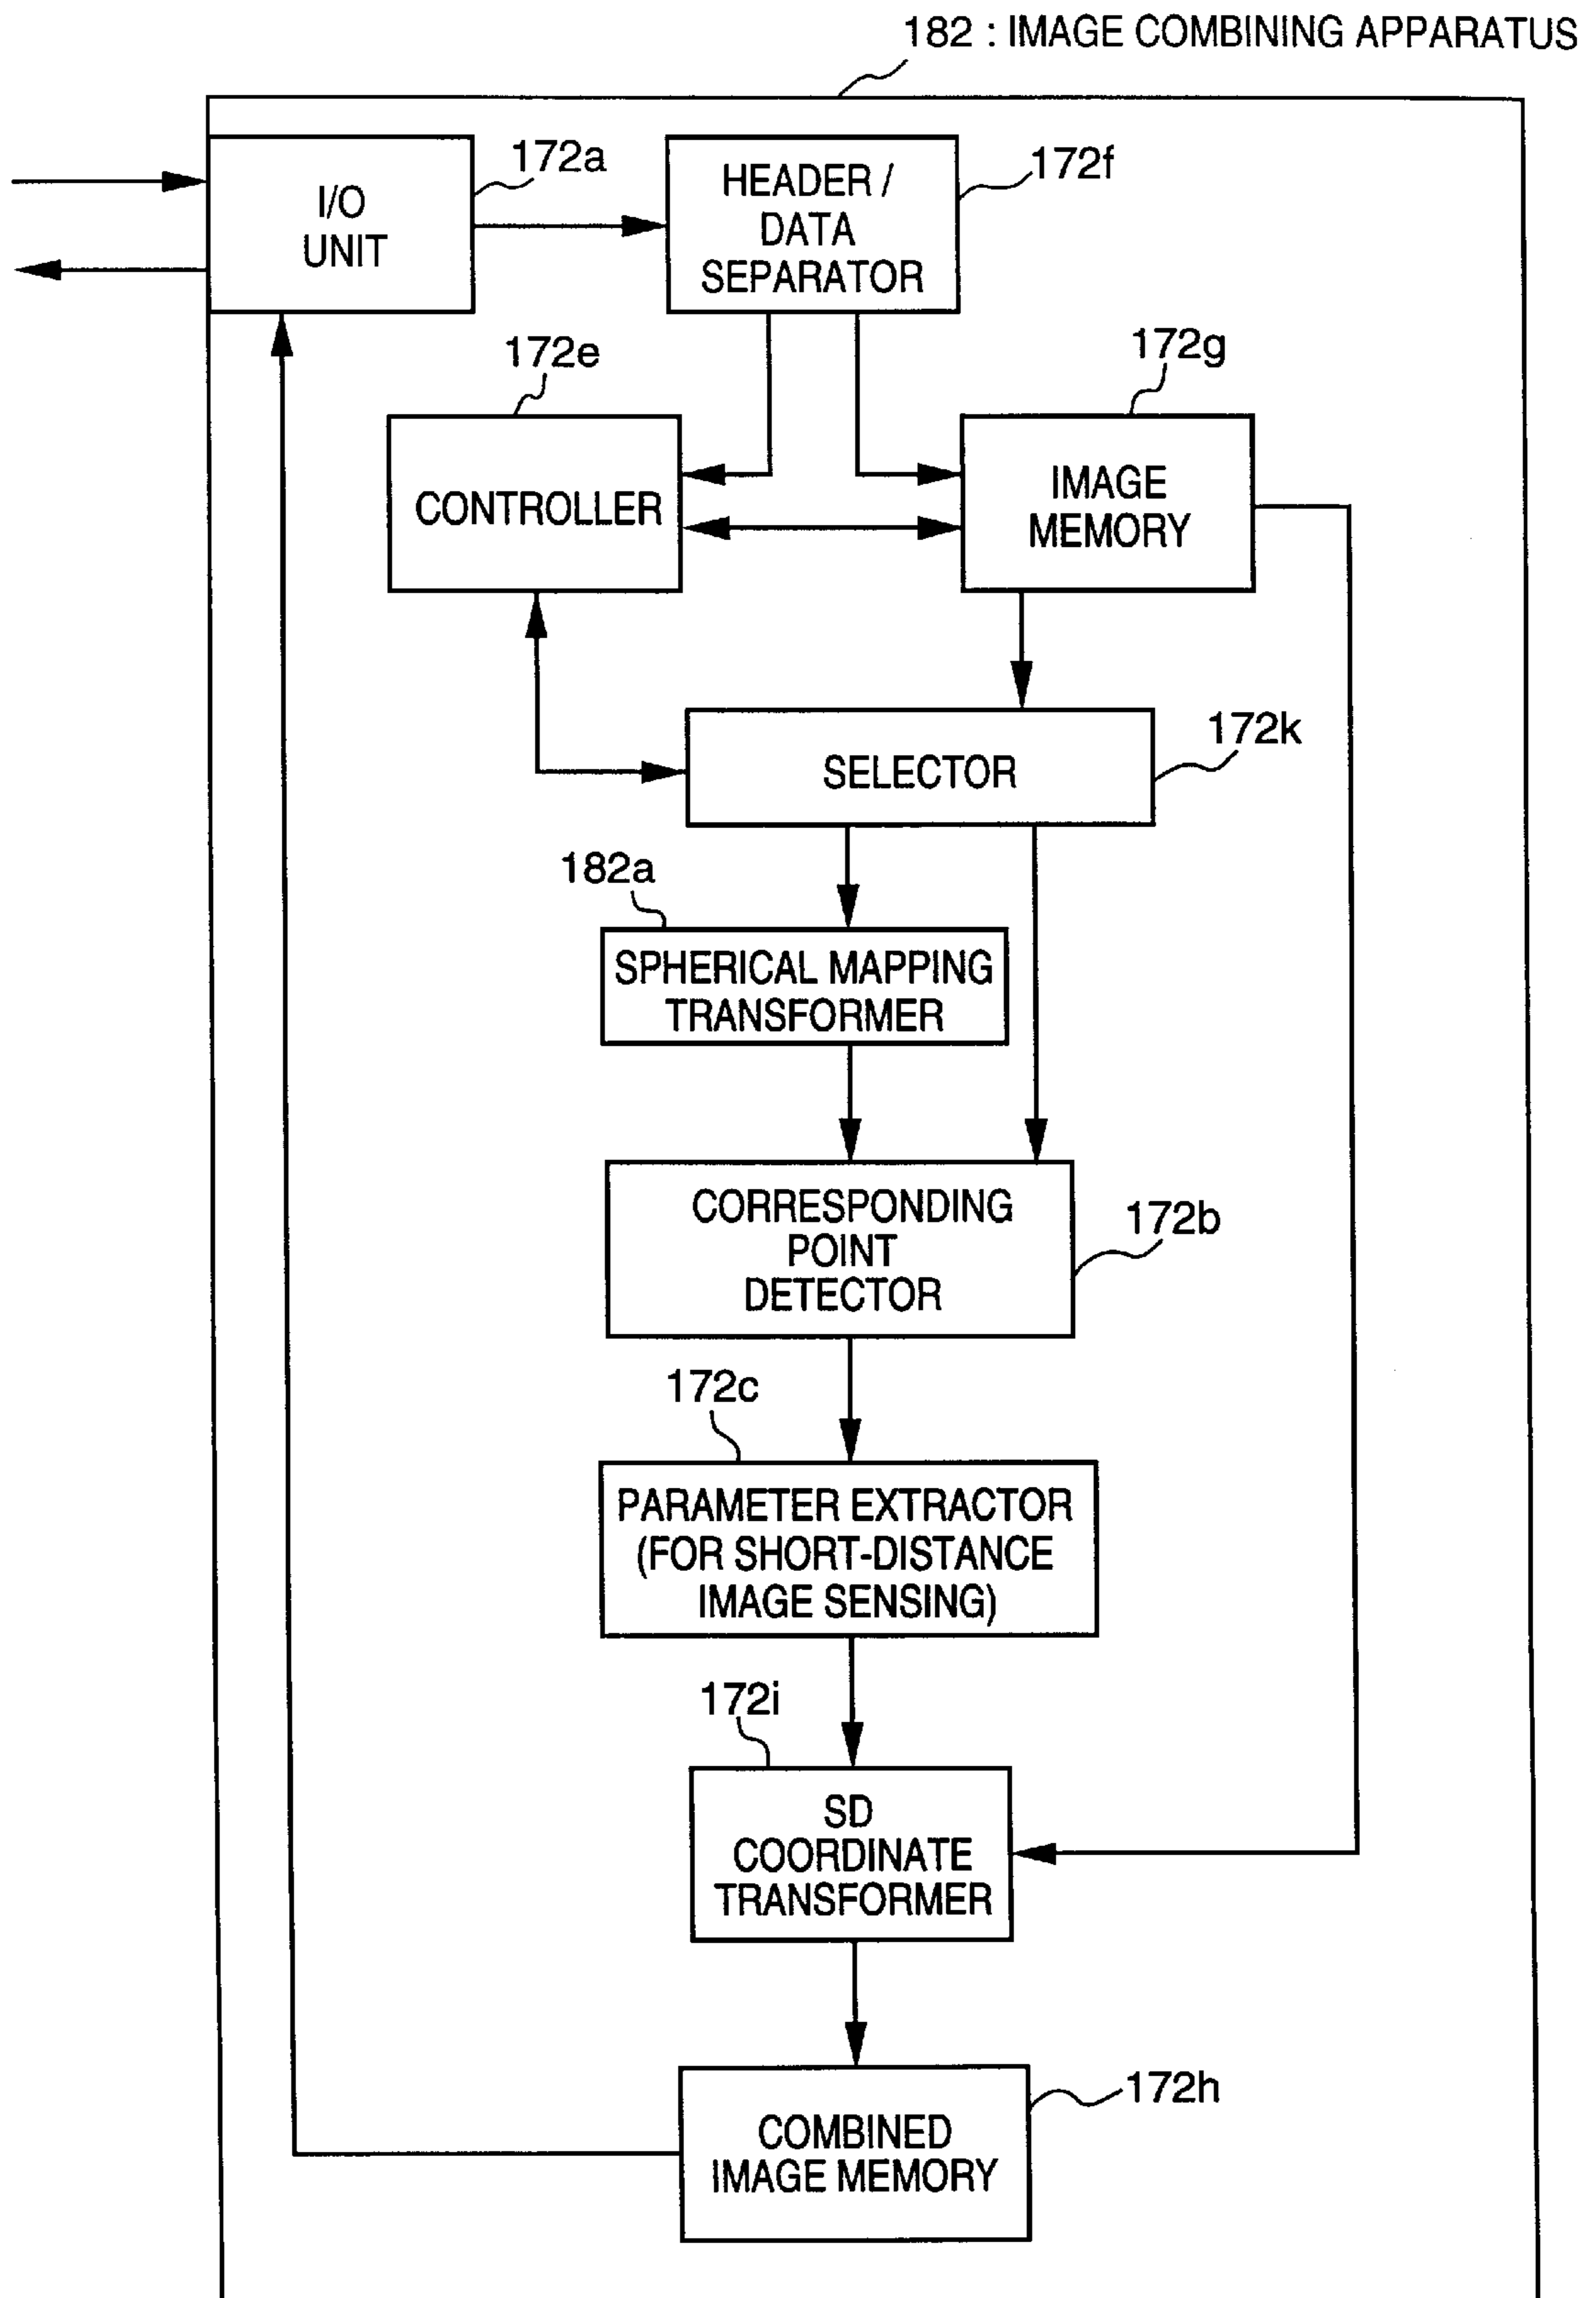 182 : IMAGE COMBINING APPARATUS
172a
I/O
UNIT
172f
HEADER /
DATA
SEPARATOR
172e
CONTROLLER
172g
IMAGE
MEMORY
172k
SELECTOR
182a
SPHERICAL MAPPING
TRANSFORMER
CORRESPONDING
POINT
DETECTOR
172b
172c
PARAMETER EXTRACTOR
(FOR SHORT-DISTANCE
IMAGE SENSING)
172i
SD
COORDINATE
TRANSFORMER
172h
COMBINED
IMAGE MEMORY